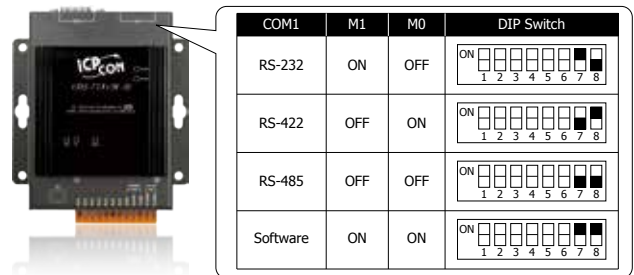 ICP CON
COM1 M1 M0 DIP Switch
RS-232 ON OFF ON 1 2 3 4 5 6 7 8
RS-422 OFF ON ON 1 2 3 4 5 6 7 8
RS-485 OFF OFF ON 1 2 3 4 5 6 7 8
Software ON ON ON 1 2 3 4 5 6 7 8